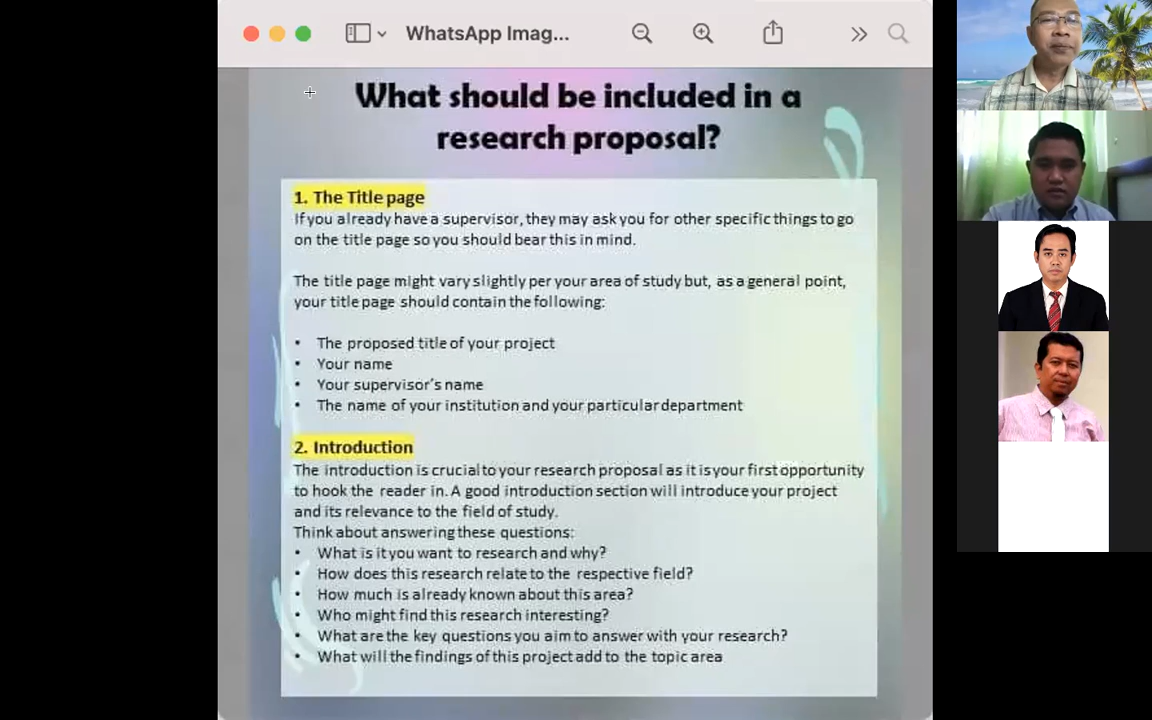 WhatsApp Imag...
What should be included in a
research proposal?
1. The Title page
If you already have a supervisor, they may ask you for other specific things to go
on the title page so you should bear this in mind.
The title page might vary slightly per your area of study but, as a general point,
your title page should contain the following:
• The proposed title of your project
• Your name
• Your supervisor's name
• The name of your institution and your particular department
2. Introduction
The introduction is crucial to your research proposal as it is your first opportunity
to hook the reader in. A good introduction section will introduce your project
and its relevance to the field of study.
Think about answering these questions:
• What is it you want to research and why?
• How does this research relate to the respective field?
• How much is already known about this area?
• Who might find this research interesting?
• What are the key questions you aim to answer with your research?
• What will the findings of this project add to the topic area